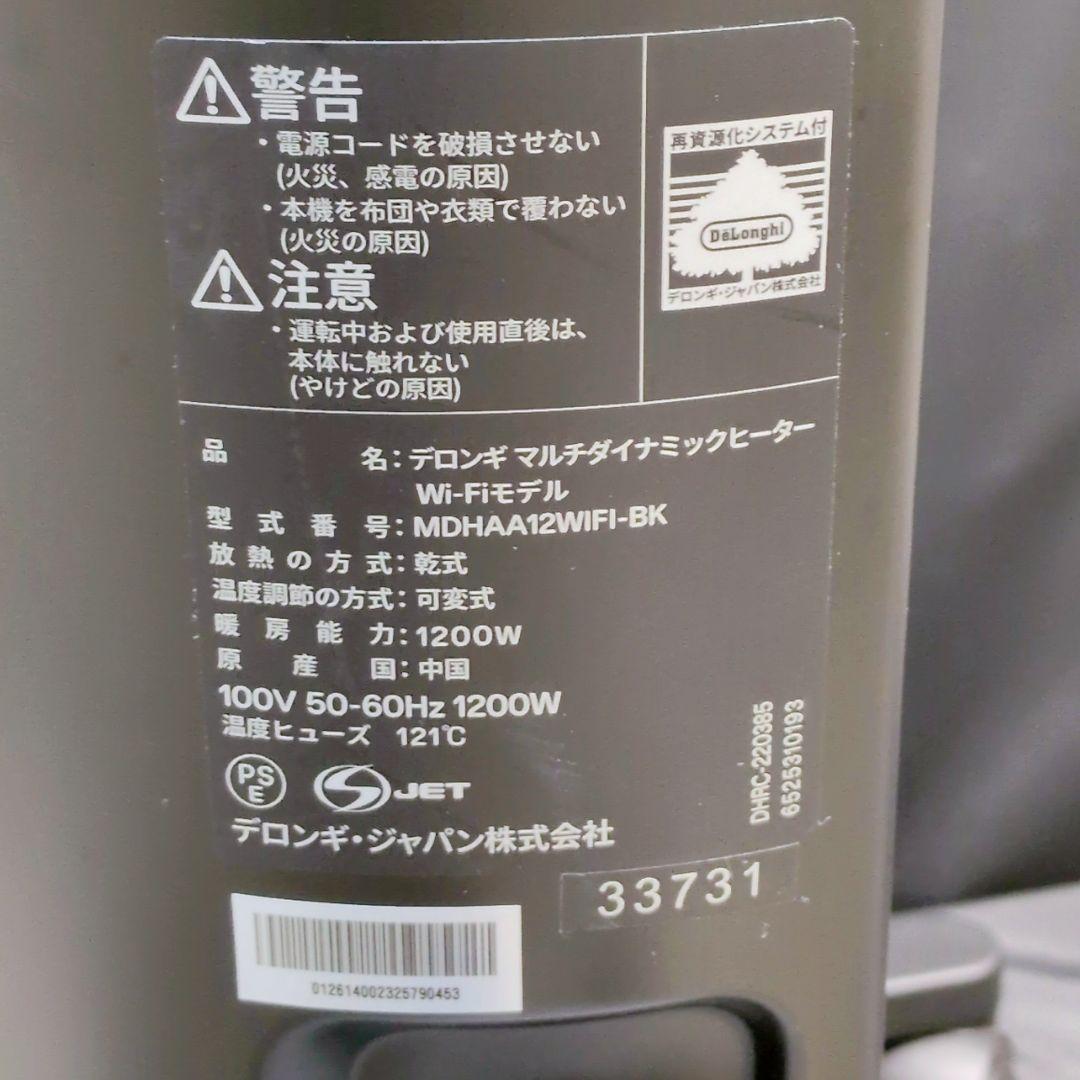 警告
・電源コードを破損させない
(火災、感電の原因)
・本機を布団や衣類で覆わない
(火災の原因)
注意
・運転中および使用直後は、
本体に触れない
(やけどの原因)
再資源化システム付
DeLonghi
デロンギ・ジャパン株式会社
品名:デロンギ マルチダイナミックヒーター
Wi-Fiモデル
型式番号:MDHAA12WIFI-BK
放熱の方式:乾式
温度調節の方式:可変式
暖房能力:1200W
原産国:中国
100V 50-60Hz 1200W
温度ヒューズ 121℃
PSE
JET
デロンギ・ジャパン株式会社
DHRC-220385
6525310193
33731
012614002325790453